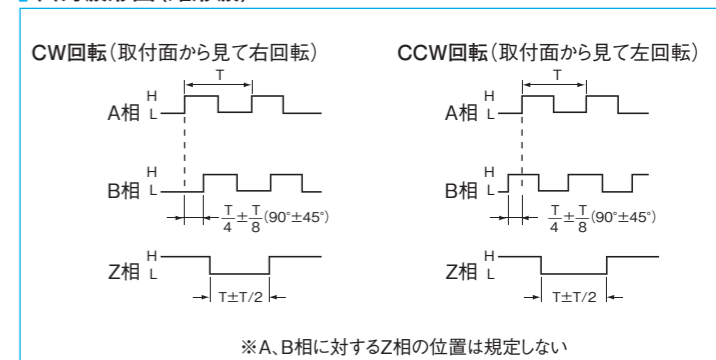 CW回転(取付面から見て右回転)
T
A相 H L
B相 H L
T/4±T/8(90°±45°)
Z相 H L
T±T/2
CCW回転(取付面から見て左回転)
T
A相 H L
B相 H L
T/4±T/8(90°±45°)
Z相 H L
T±T/2
※A、B相に対するZ相の位置は規定しない